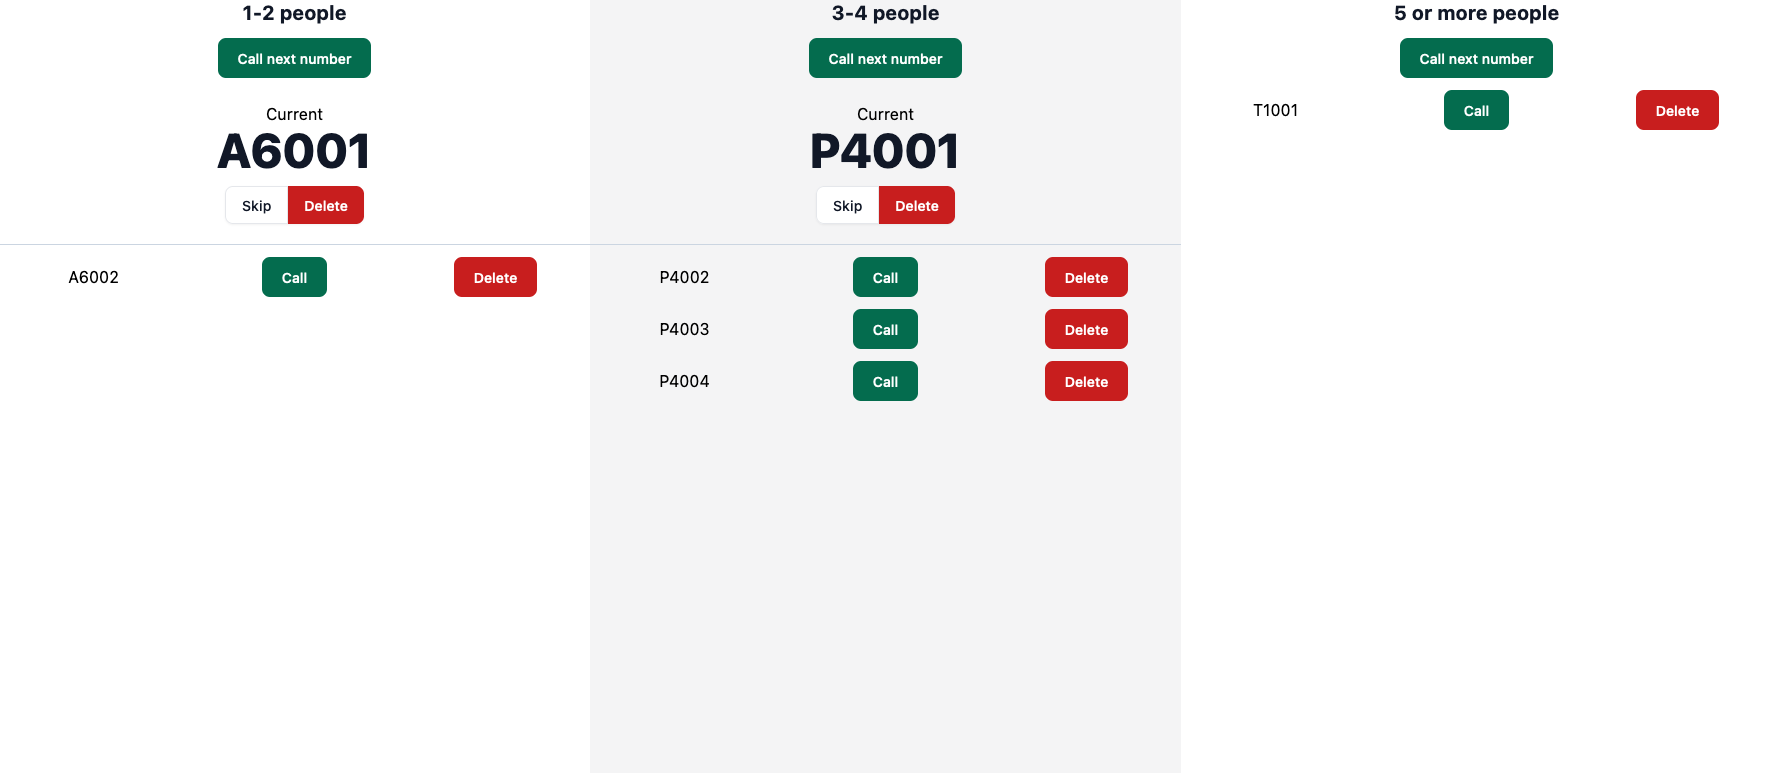 1-2 people
Call next number
Current
A6001
Skip Delete
A6002 Call Delete
3-4 people
Call next number
Current
P4001
Skip Delete
P4002 Call Delete
P4003 Call Delete
P4004 Call Delete
5 or more people
Call next number
T1001 Call Delete